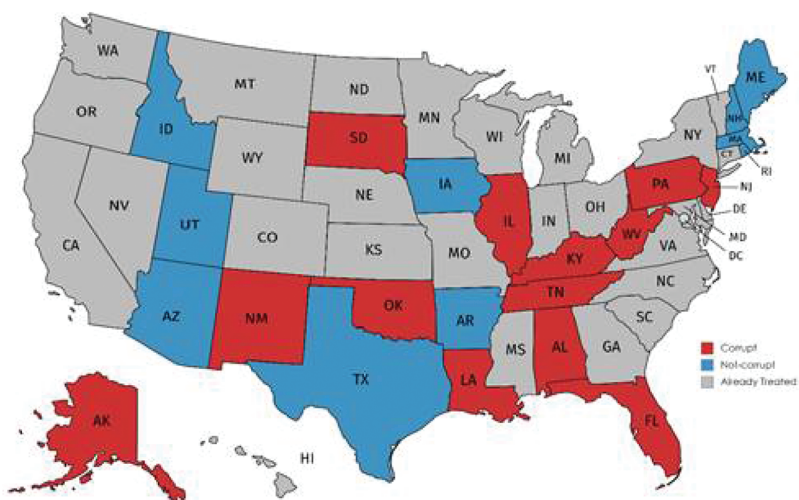 WA
MT
ND
MN
VT
ME
OR
ID
SD
WI
MI
NY
NH
MA
CT
RI
WY
IA
NE
PA
NJ
NV
UT
CO
KS
MO
IL
IN
OH
WV
VA
DE
MD
DC
CA
KY
NC
AZ
NM
OK
AR
TN
SC
TX
LA
MS
AL
GA
FL
AK
HI
Corrupt
Not-corrupt
Already Treated